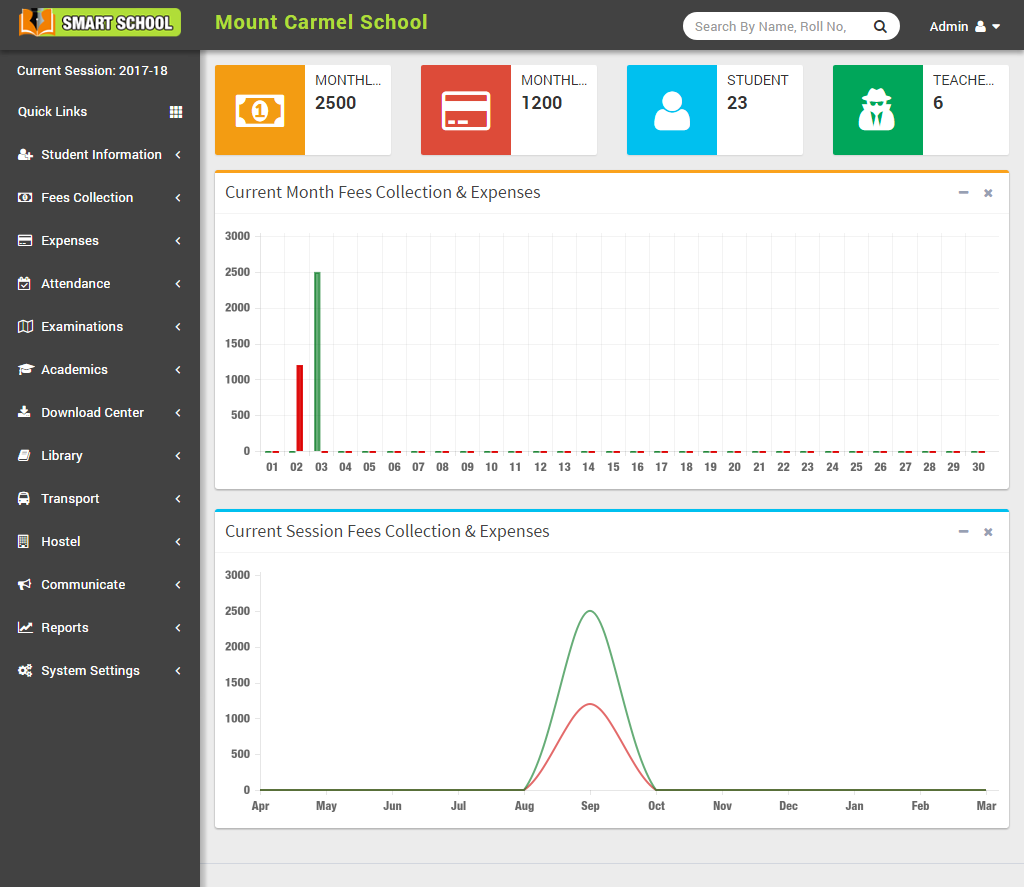 SMART SCHOOL
Mount Carmel School
Search By Name, Roll No,
Admin
Current Session: 2017-18
Quick Links
Student Information
Fees Collection
Expenses
Attendance
Examinations
Academics
Download Center
Library
Transport
Hostel
Communicate
Reports
System Settings
MONTHL...
2500
MONTHL...
1200
STUDENT
23
TEACHE...
6
Current Month Fees Collection & Expenses
3000
2500
2000
1500
1000
500
0
01 02 03 04 05 06 07 08 09 10 11 12 13 14 15 16 17 18 19 20 21 22 23 24 25 26 27 28 29 30
Current Session Fees Collection & Expenses
3000
2500
2000
1500
1000
500
0
Apr May Jun Jul Aug Sep Oct Nov Dec Jan Feb Mar